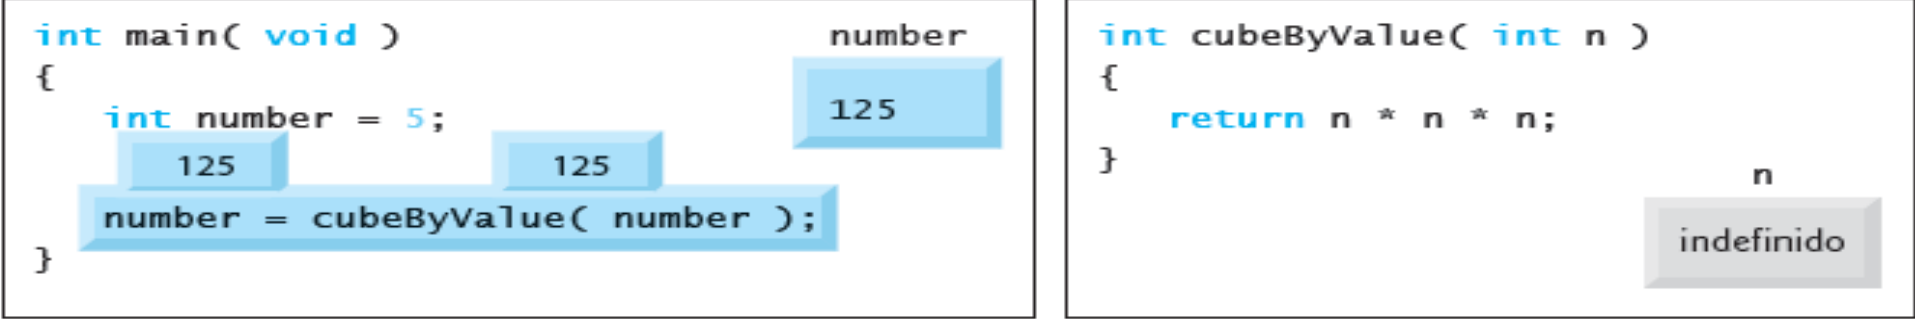 int main( void )
{
number
125
int number = 5;
125
125
number = cubeByValue( number );
}
int cubeByValue( int n )
{
return n * n * n;
}
n
indefinido